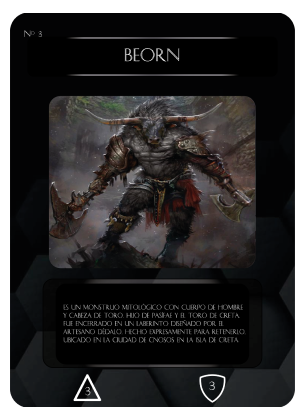 Nº 3
BEORN
ES UN MONSTRUO MITOLÓGICO CON CUERPO DE HOMBRE
Y CABEZA DE TORO. HIJO DE PASÍFAE Y EL TORO DE CRETA.
FUE ENCERRADO EN UN LABERINTO DISEÑADO POR EL
ARTESANO DÉDALO, HECHO EXPRESAMENTE PARA RETENERLO,
UBICADO EN LA CIUDAD DE CNOSOS EN LA ISLA DE CRETA.
3
3